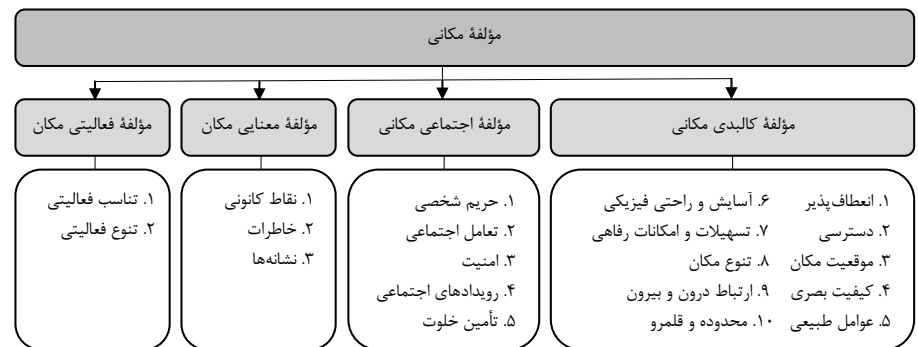 مؤلفهٔ مکانی
مؤلفهٔ کالبدی مکانی
۱. انعطاف‌پذیر
۲. دسترسی
۳. موقعیت مکان
۴. کیفیت بصری
۵. عوامل طبیعی
۶. آسایش و راحتی فیزیکی
۷. تسهیلات و امکانات رفاهی
۸. تنوع مکان
۹. ارتباط درون و بیرون
۱۰. محدوده و قلمرو
مؤلفهٔ اجتماعی مکانی
۱. حریم شخصی
۲. تعامل اجتماعی
۳. امنیت
۴. رویدادهای اجتماعی
۵. تأمین خلوت
مؤلفهٔ معنایی مکان
۱. نقاط کانونی
۲. خاطرات
۳. نشانه‌ها
مؤلفهٔ فعالیتی مکان
۱. تناسب فعالیتی
۲. تنوع فعالیتی